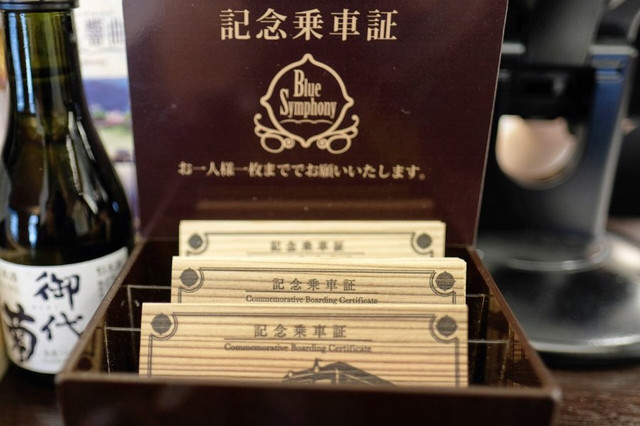 記念乗車証
Blue
Symphony
お一人様一枚まででお願いいたします。
記念乗車証
記念乗車証
Commemorative Boarding Certificate
記念乗車証
Commemorative Boarding Certificate
御代
菊